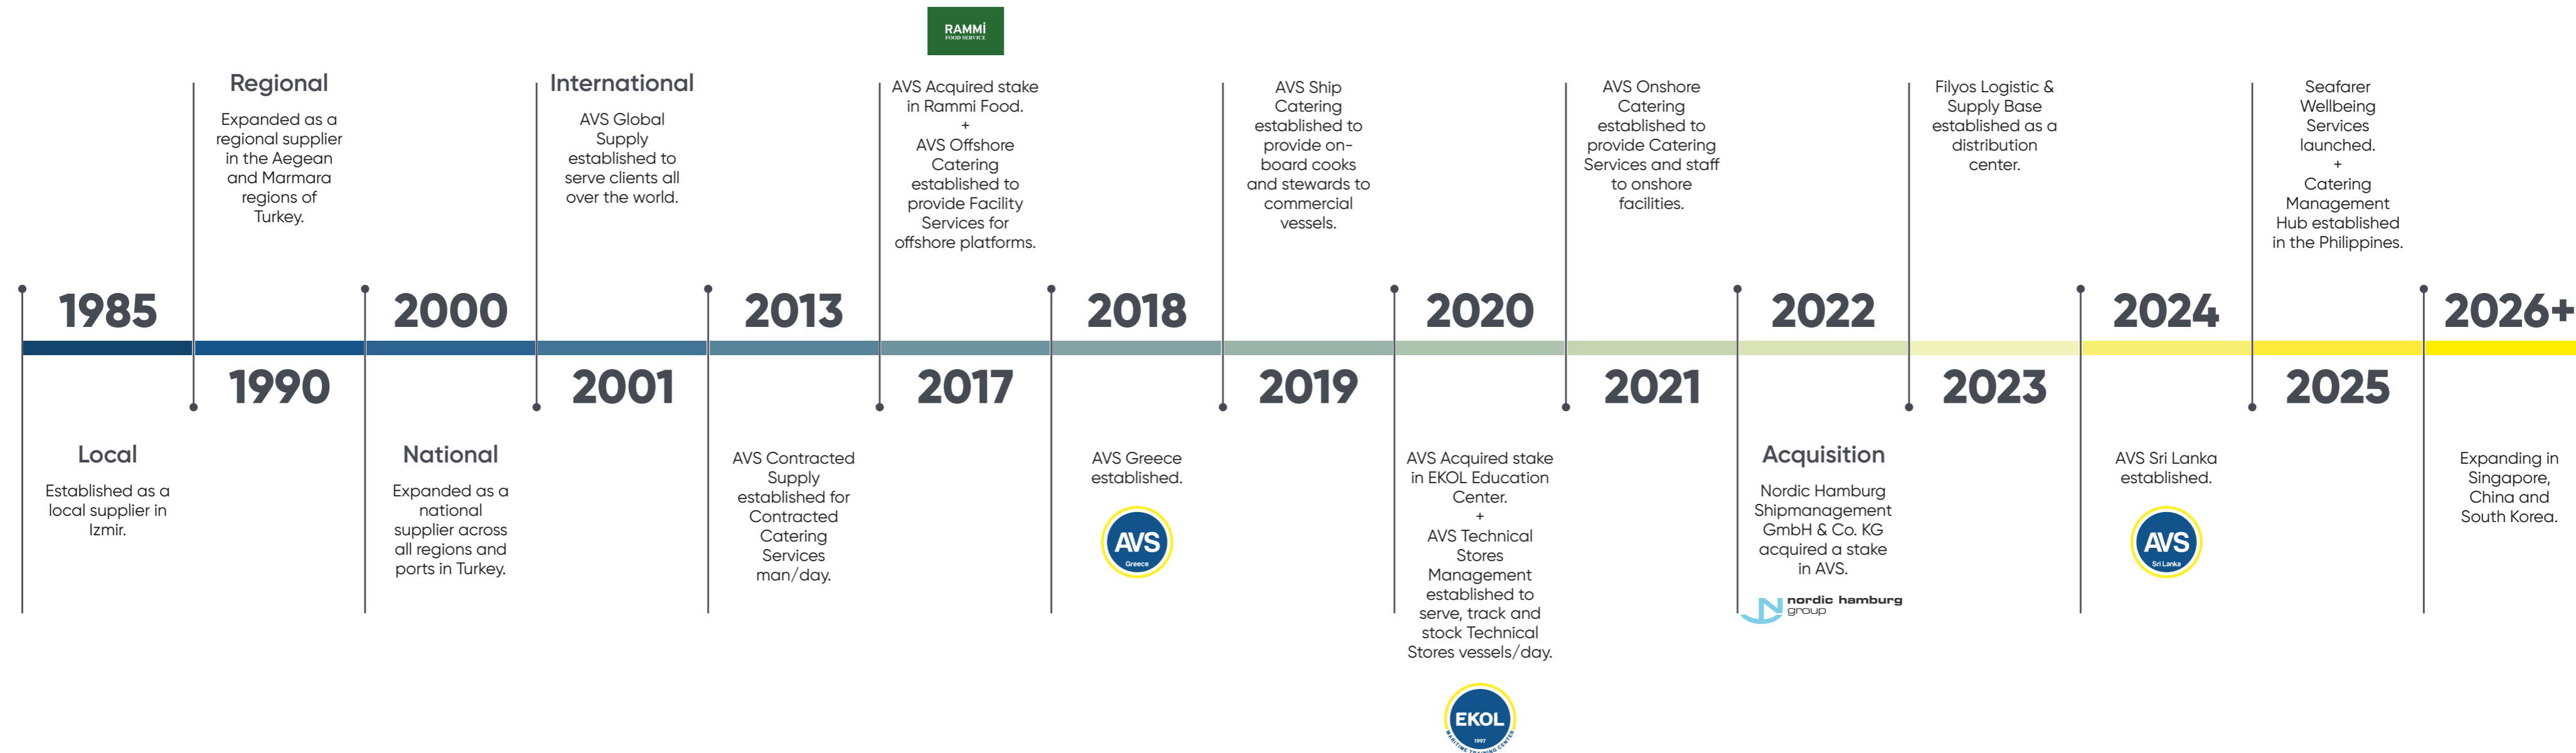 1985
Local
Established as a
local supplier in
Izmir.
Regional
Expanded as a
regional supplier
in the Aegean
and Marmara
regions of
Turkey.
1990
2000
National
Expanded as a
national
supplier across
all regions and
ports in Turkey.
International
AVS Global
Supply
established to
serve clients all
over the world.
2001
2013
AVS Contracted
Supply
established for
Contracted
Catering
Services
man/day.
RAMMİ
FOOD SERVICE
AVS Acquired stake
in Rammi Food.
+
AVS Offshore
Catering
established to
provide Facility
Services for
offshore platforms.
2017
2018
AVS Greece
established.
AVS
Greece
AVS Ship
Catering
established to
provide on-
board cooks
and stewards to
commercial
vessels.
2019
2020
AVS Acquired stake
in EKOL Education
Center.
+
AVS Technical
Stores
Management
established to
serve, track and
stock Technical
Stores vessels/day.
EKOL
1997
MARITIME TRAINING CENTER
AVS Onshore
Catering
established to
provide Catering
Services and staff
to onshore
facilities.
2021
2022
Acquisition
Nordic Hamburg
Shipmanagement
GmbH & Co. KG
acquired a stake
in AVS.
nordic hamburg
group
Filyos Logistic &
Supply Base
established as a
distribution
center.
2023
2024
AVS Sri Lanka
established.
AVS
Sri Lanka
Seafarer
Wellbeing
Services
launched.
+
Catering
Management
Hub established
in the Philippines.
2025
2026+
Expanding in
Singapore,
China and
South Korea.